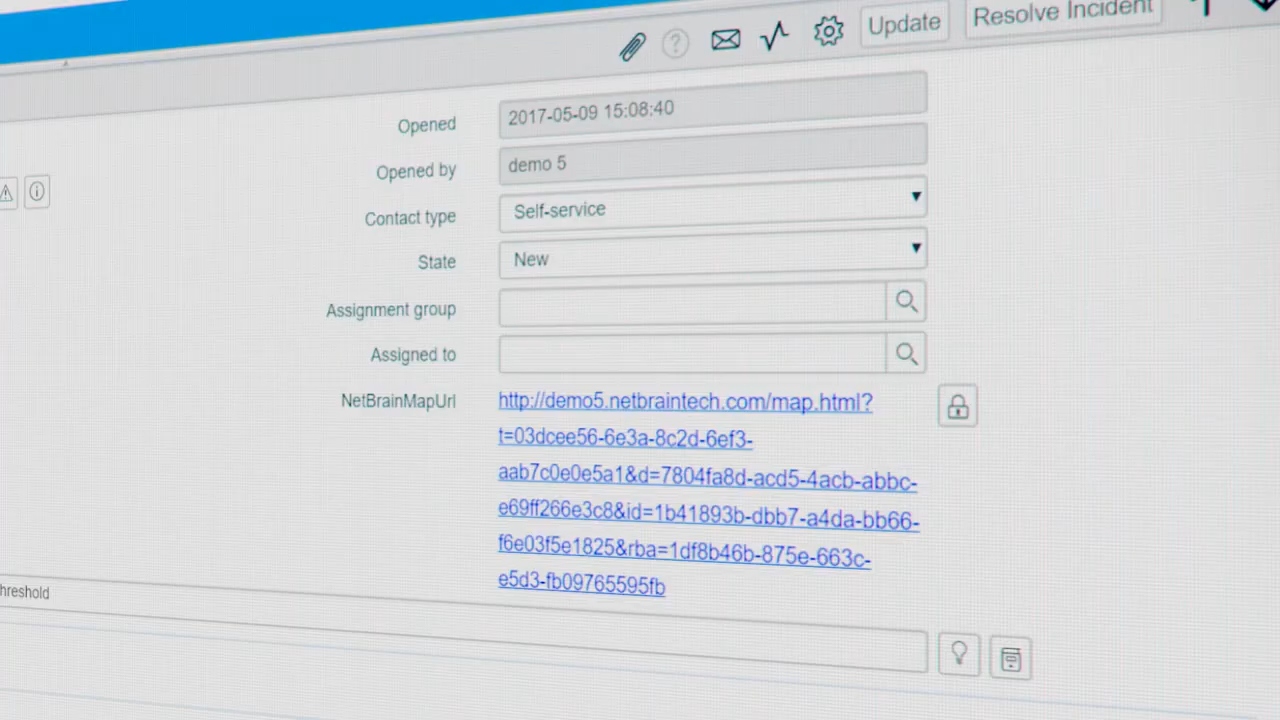 Update
Resolve Incident
Opened
2017-05-09 15:08:40
Opened by
demo 5
Contact type
Self-service
State
New
Assignment group
Assigned to
NetBrainMapUrl
http://demo5.netbraintech.com/map.html?
t=03dcee56-6e3a-8c2d-6ef3-
aab7c0e0e5a1&d=7804fa8d-acd5-4acb-abbc-
e69ff266e3c8&id=1b41893b-dbb7-a4da-bb66-
f6e03f5e1825&rba=1df8b46b-875e-663c-
e5d3-fb09765595fb
hreshold